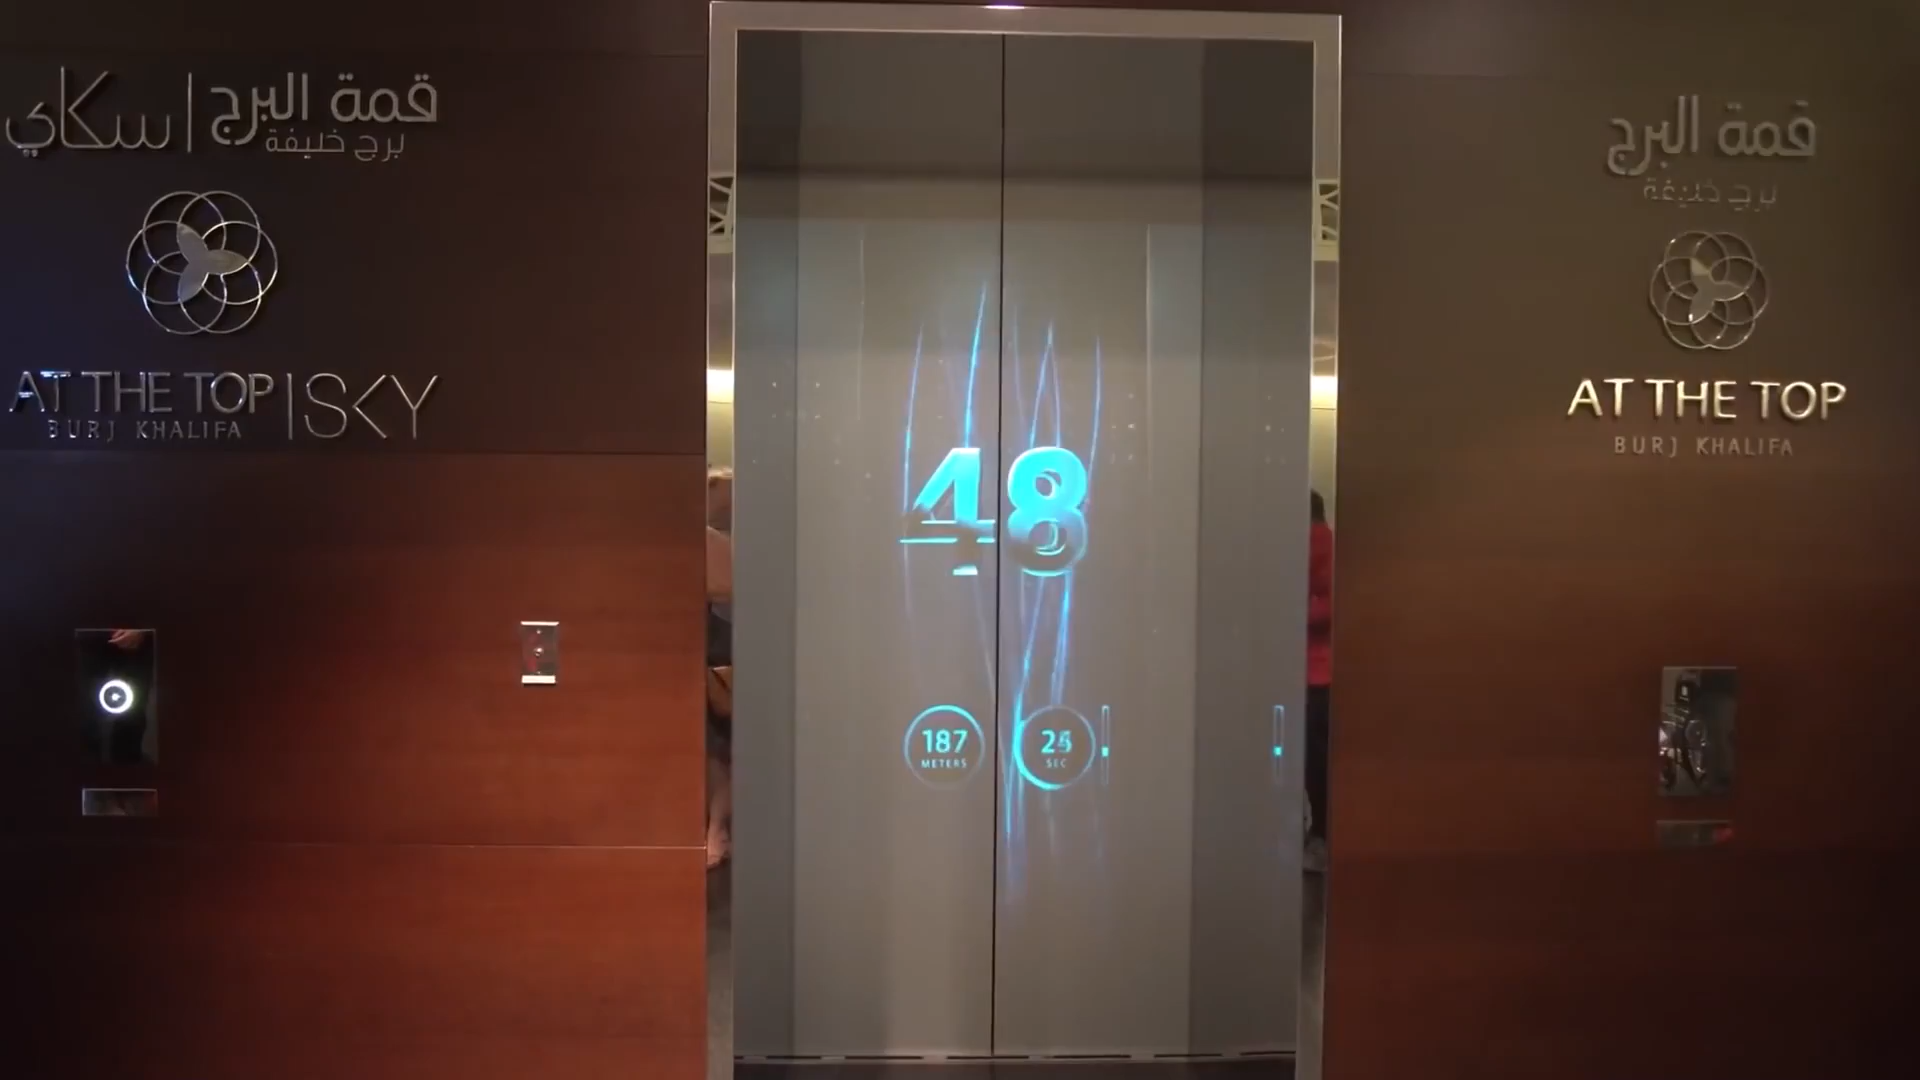 قمة البرج | سكاي
برج خليفة
AT THE TOP | SKY
BURJ KHALIFA
48
187
METERS
SEC
قمة البرج
برج خليفة
AT THE TOP
BURJ KHALIFA